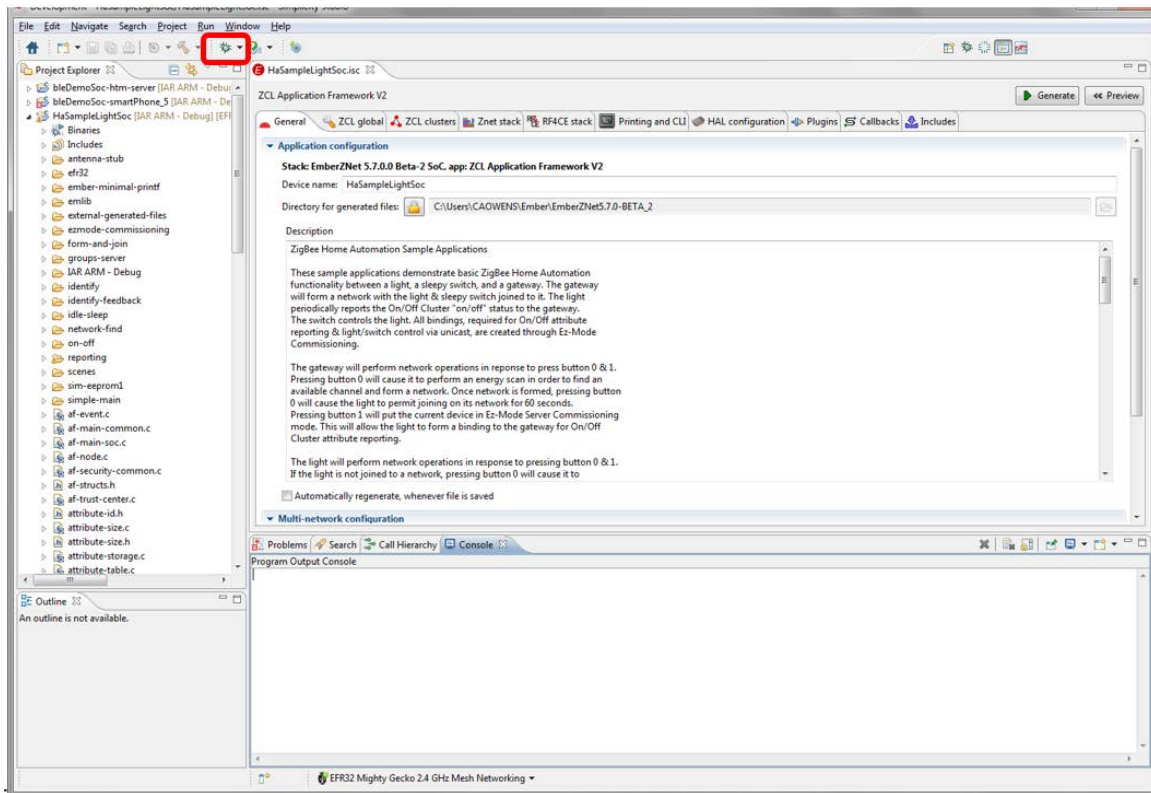 File Edit Navigate Search Project Run Window Help
Project Explorer
bleDemoSoc-htm-server [IAR ARM - Debu
bleDemoSoc-smartPhone_5 [IAR ARM - De
HaSampleLightSoc [IAR ARM - Debug] [EFI
Binaries
Includes
antenna-stub
efr32
ember-minimal-printf
emlib
external-generated-files
ezmode-commissioning
form-and-join
groups-server
IAR ARM - Debug
identify
identify-feedback
idle-sleep
network-find
on-off
reporting
scenes
sim-eeprom1
simple-main
af-event.c
af-main-common.c
af-main-soc.c
af-node.c
af-security-common.c
af-structs.h
af-trust-center.c
attribute-id.h
attribute-size.c
attribute-size.h
attribute-storage.c
attribute-table.c
Outline
An outline is not available.
HaSampleLightSoc.isc
ZCL Application Framework V2
Generate
Preview
General ZCL global ZCL clusters Znet stack RF4CE stack Printing and CLI HAL configuration Plugins Callbacks Includes
Application configuration
Stack: EmberZNet 5.7.0.0 Beta-2 SoC, app: ZCL Application Framework V2
Device name: HaSampleLightSoc
Directory for generated files: C:\Users\CAOWENS\Ember\EmberZNet5.7.0-BETA_2
Description
ZigBee Home Automation Sample Applications
These sample applications demonstrate basic ZigBee Home Automation
functionality between a light, a sleepy switch, and a gateway. The gateway
will form a network with the light & sleepy switch joined to it. The light
periodically reports the On/Off Cluster "on/off" status to the gateway.
The switch controls the light. All bindings, required for On/Off attribute
reporting & light/switch control via unicast, are created through Ez-Mode
Commissioning.
The gateway will perform network operations in reponse to press button 0 & 1.
Pressing button 0 will cause it to perform an energy scan in order to find an
available channel and form a network. Once network is formed, pressing button
0 will cause the light to permit joining on its network for 60 seconds.
Pressing button 1 will put the current device in Ez-Mode Server Commissioning
mode. This will allow the light to form a binding to the gateway for On/Off
Cluster attribute reporting.
The light will perform network operations in response to pressing button 0 & 1.
If the light is not joined to a network, pressing button 0 will cause it to
Automatically regenerate, whenever file is saved
Multi-network configuration
Problems Search Call Hierarchy Console
Program Output Console
EFR32 Mighty Gecko 2.4 GHz Mesh Networking